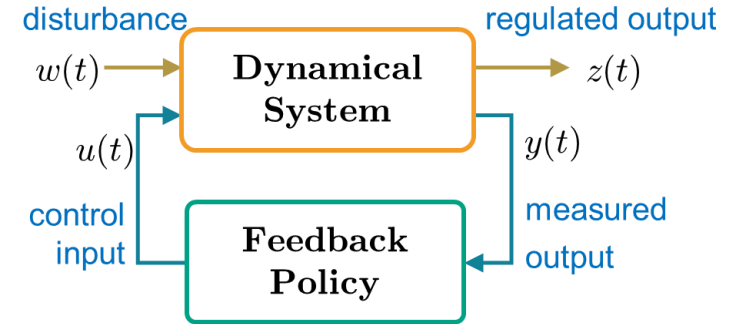 disturbance
regulated output
w(t)
Dynamical
System
z(t)
u(t)
y(t)
control
input
Feedback
Policy
measured
output